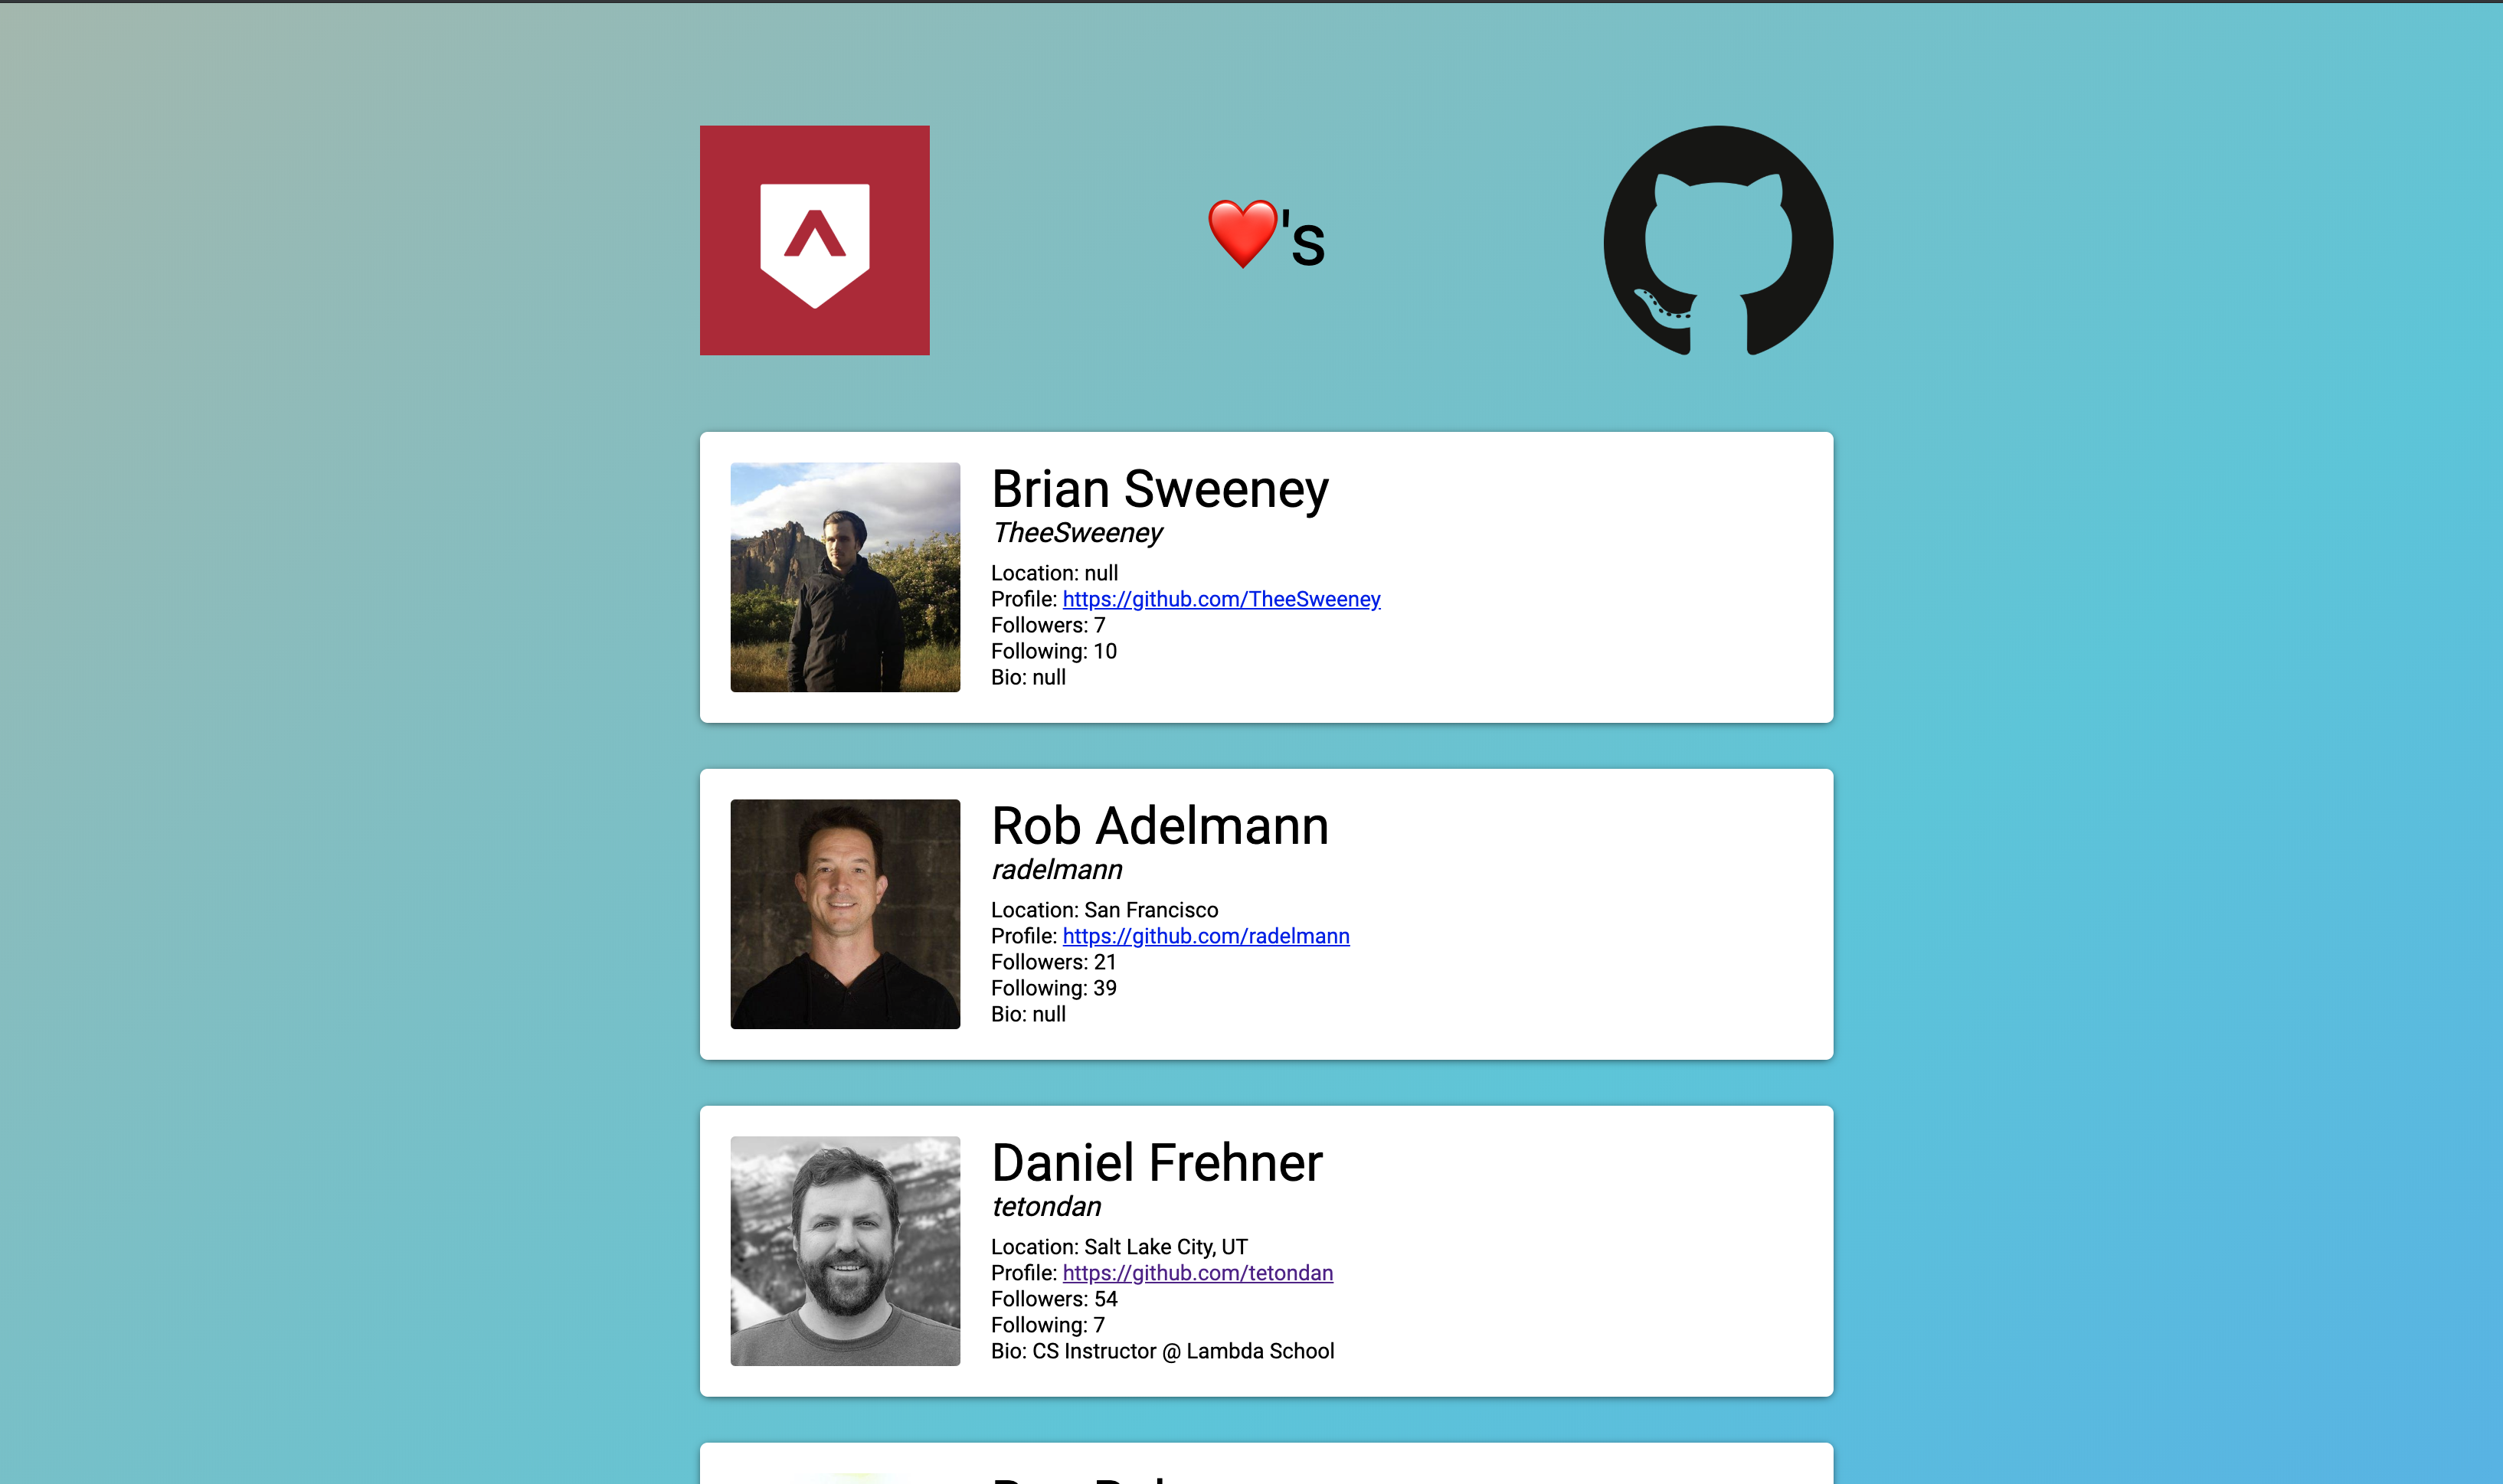 ❤️'s
Brian Sweeney
TheeSweeney
Location: null
Profile: https://github.com/TheeSweeney
Followers: 7
Following: 10
Bio: null
Rob Adelmann
radelmann
Location: San Francisco
Profile: https://github.com/radelmann
Followers: 21
Following: 39
Bio: null
Daniel Frehner
tetondan
Location: Salt Lake City, UT
Profile: https://github.com/tetondan
Followers: 54
Following: 7
Bio: CS Instructor @ Lambda School